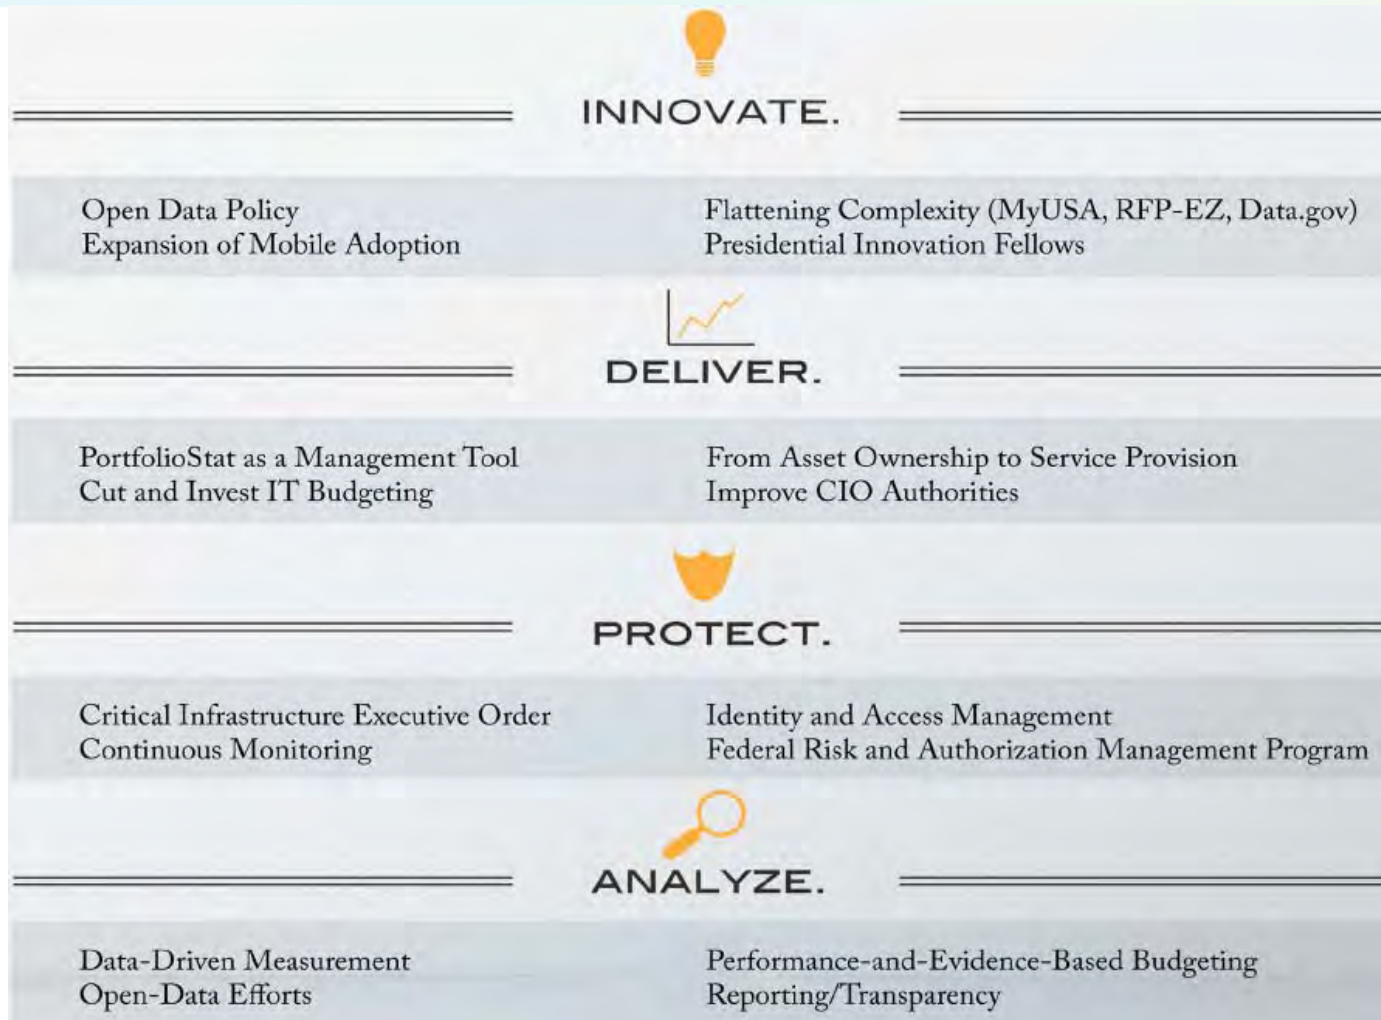 INNOVATE.
Open Data Policy
Expansion of Mobile Adoption
Flattening Complexity (MyUSA, RFP-EZ, Data.gov)
Presidential Innovation Fellows
DELIVER.
PortfolioStat as a Management Tool
Cut and Invest IT Budgeting
From Asset Ownership to Service Provision
Improve CIO Authorities
PROTECT.
Critical Infrastructure Executive Order
Continuous Monitoring
Identity and Access Management
Federal Risk and Authorization Management Program
ANALYZE.
Data-Driven Measurement
Open-Data Efforts
Performance-and-Evidence-Based Budgeting
Reporting/Transparency